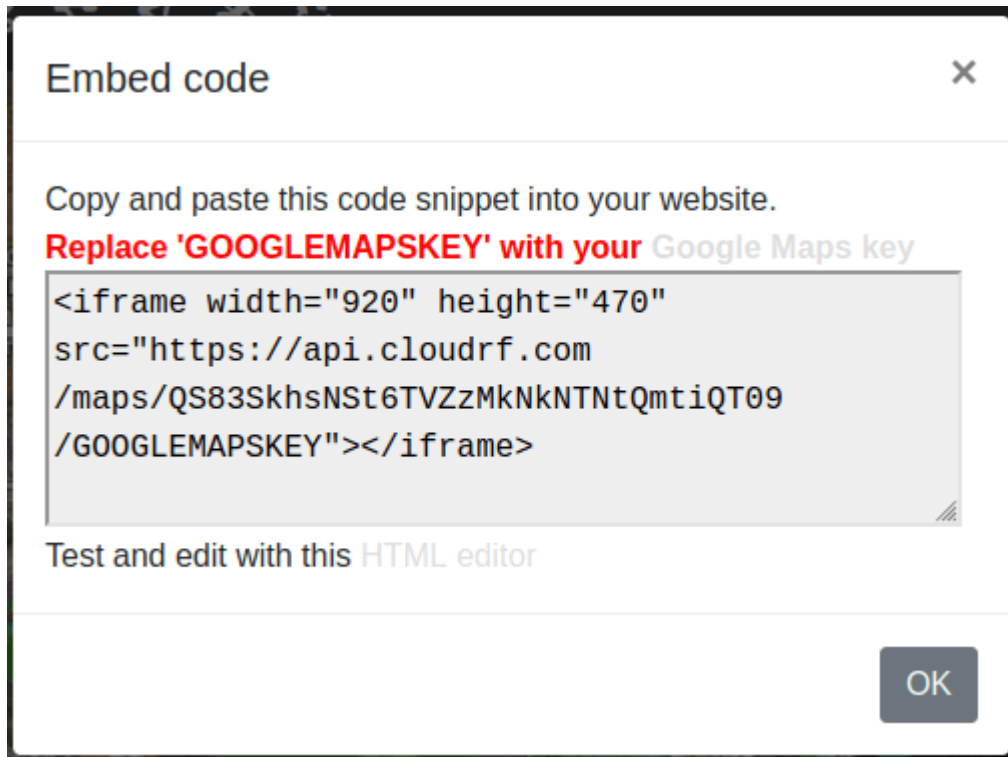 Embed code ×
Copy and paste this code snippet into your website.
Replace 'GOOGLEMAPSKEY' with your Google Maps key
<iframe width="920" height="470"
src="https://api.cloudrf.com
/maps/QS83SkhsNSt6TVZzMkNkNTNtQmtiQT09
/GOOGLEMAPSKEY"></iframe>
Test and edit with this HTML editor
OK